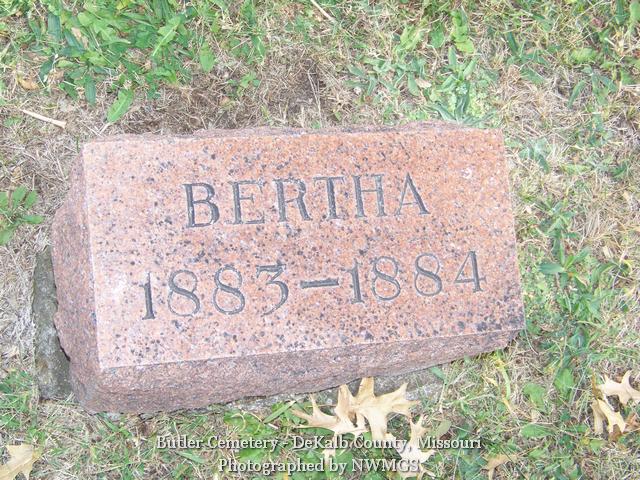 BERTHA
1883-1884
Butler Cemetery - DeKalb County, Missouri
Photographed by NWMGS